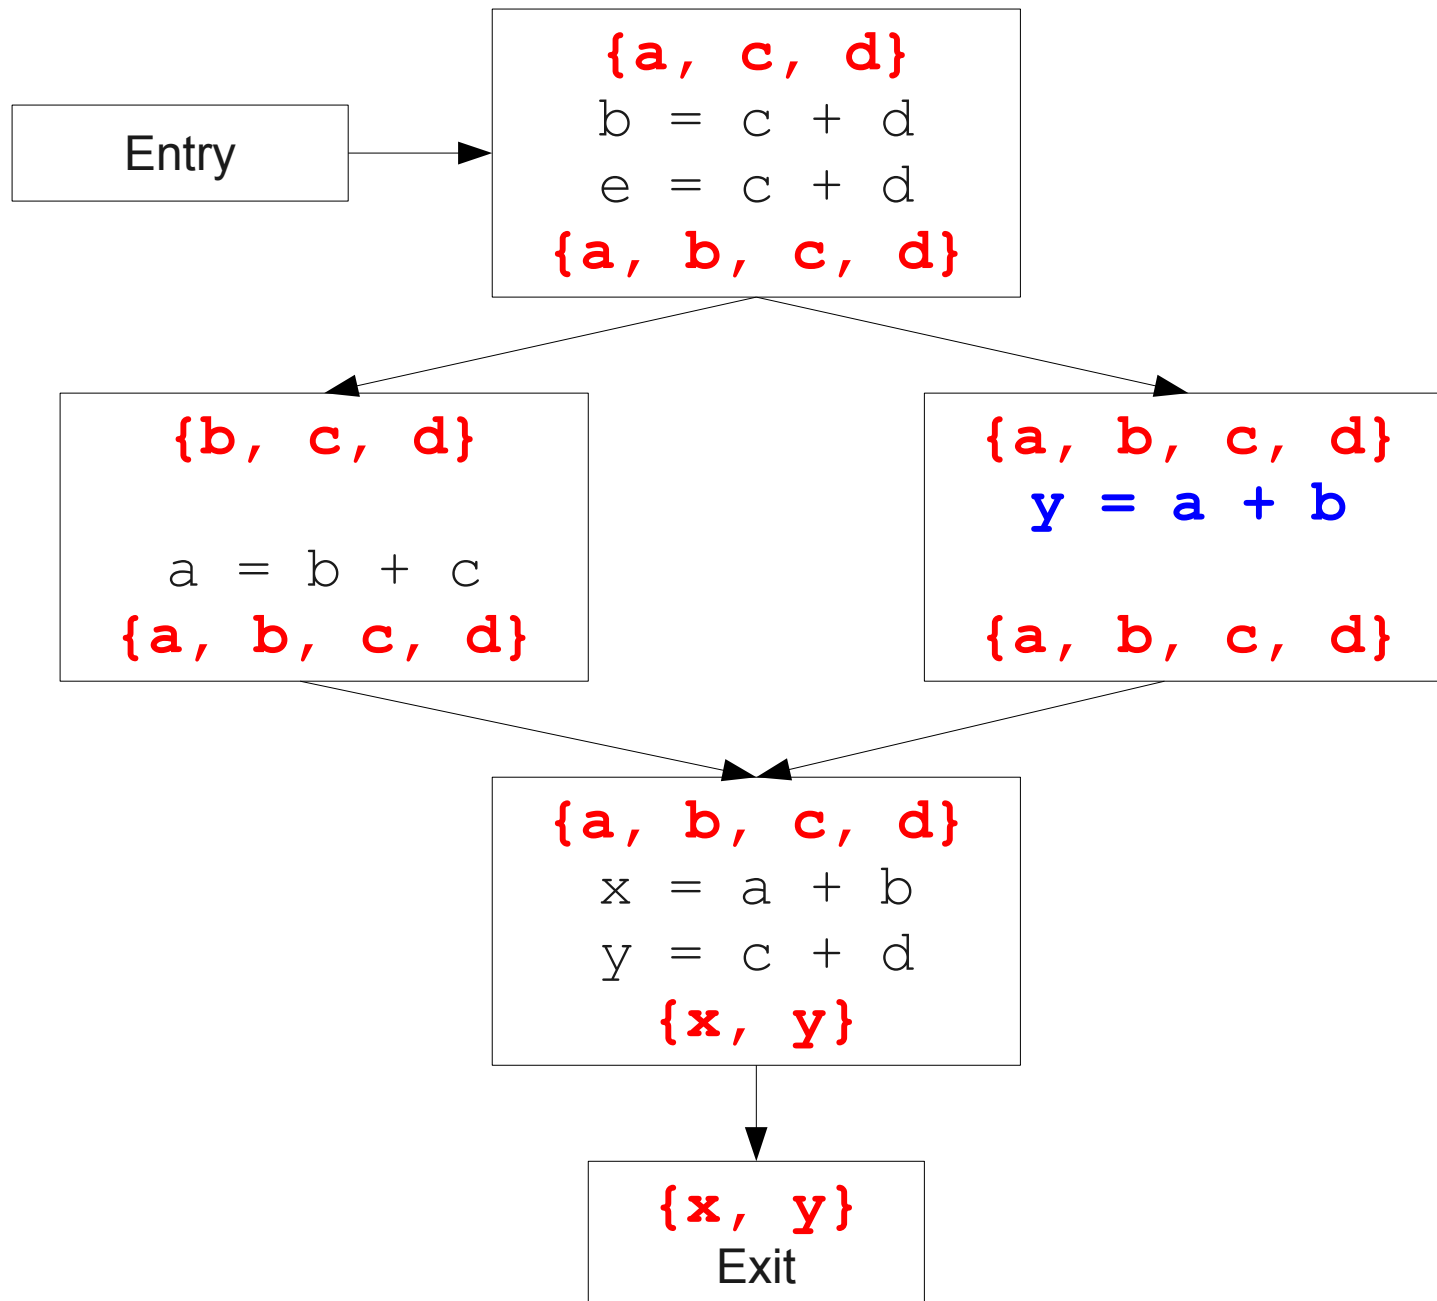 Entry
{a, c, d}
b = c + d
e = c + d
{a, b, c, d}
{b, c, d}
a = b + c
{a, b, c, d}
{a, b, c, d}
y = a + b
{a, b, c, d}
{a, b, c, d}
x = a + b
y = c + d
{x, y}
{x, y}
Exit